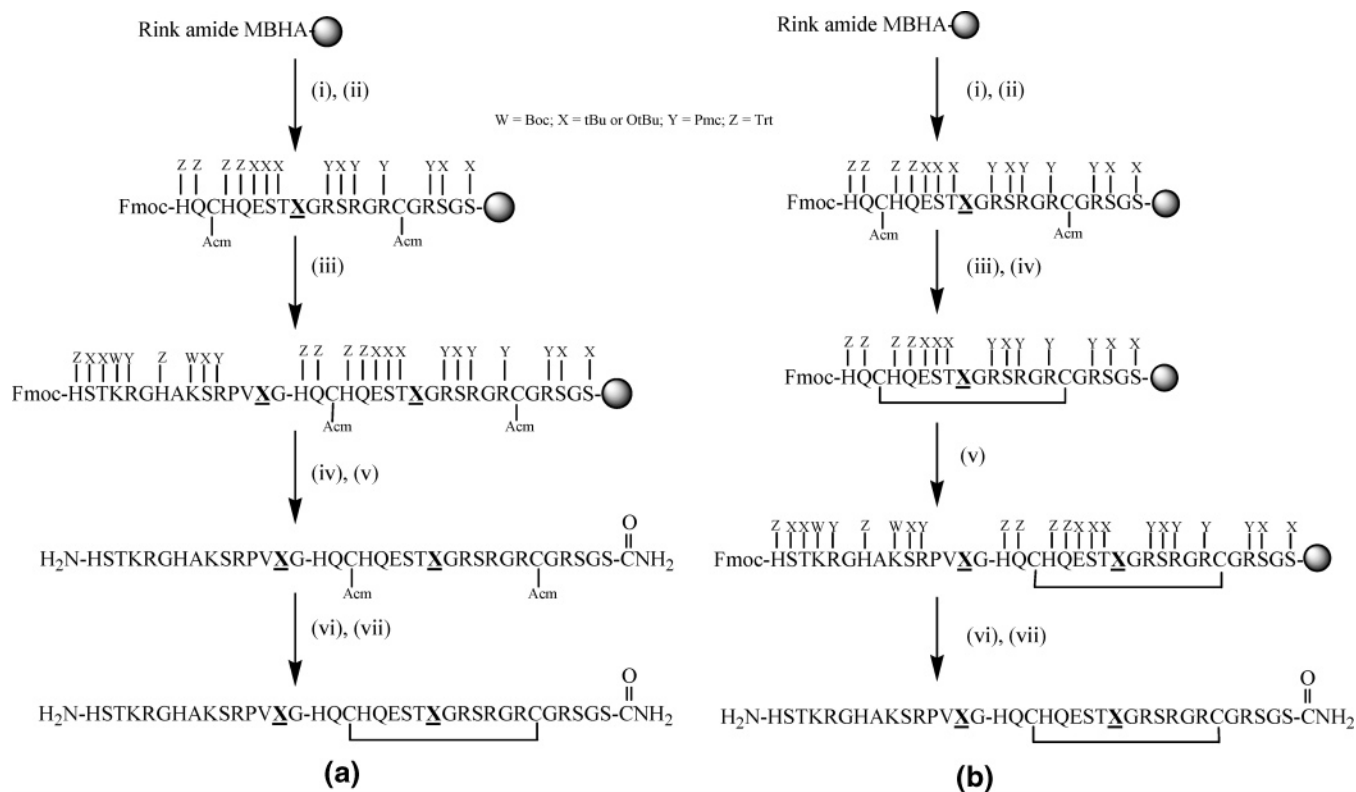 Rink amide MBHA
(i), (ii)
Z Z Z Z X X X Y X Y Y Y X X
Fmoc-HQCHQESTXGRSRGRCGRSGS
Acm Acm
(iii)
Z X X W Y Z W X Y Z Z Z Z X X X Y X Y Y Y X X
Fmoc-HSTKRGHAKSRPVXG-HQCHQESTXGRSRGRCGRSGS
Acm Acm
(iv), (v)
O
H2N-HSTKRGHAKSRPVXG-HQCHQESTXGRSRGRCGRSGS-CNH2
Acm Acm
(vi), (vii)
O
H2N-HSTKRGHAKSRPVXG-HQCHQESTXGRSRGRCGRSGS-CNH2
(a)
W = Boc; X = tBu or OtBu; Y = Pmc; Z = Trt
Rink amide MBHA
(i), (ii)
Z Z Z Z X X X Y X Y Y Y X X
Fmoc-HQCHQESTXGRSRGRCGRSGS
Acm Acm
(iii), (iv)
Z Z Z Z X X X Y X Y Y Y X X
Fmoc-HQCHQESTXGRSRGRCGRSGS
(v)
Z X X W Y Z W X Y Z Z Z Z X X X Y X Y Y Y X X
Fmoc-HSTKRGHAKSRPVXG-HQCHQESTXGRSRGRCGRSGS
(vi), (vii)
O
H2N-HSTKRGHAKSRPVXG-HQCHQESTXGRSRGRCGRSGS-CNH2
(b)